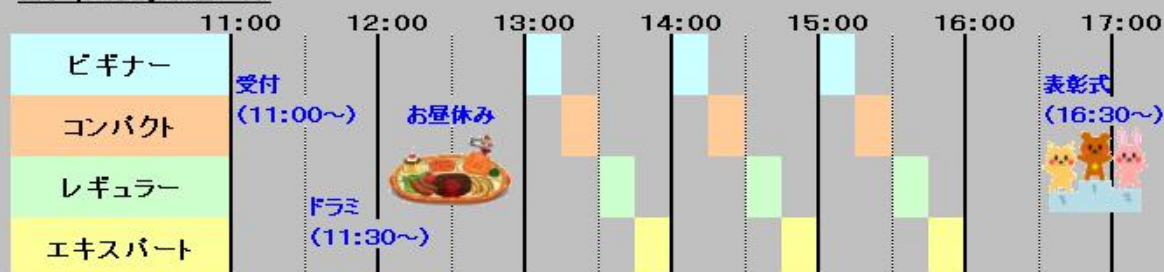 11:00 12:00 13:00 14:00 15:00 16:00 17:00
ビギナー
受付
(11:00～)
表彰式
(16:30～)
コンパクト
お昼休み
レギュラー
ドラミ
(11:30～)
エキスパート